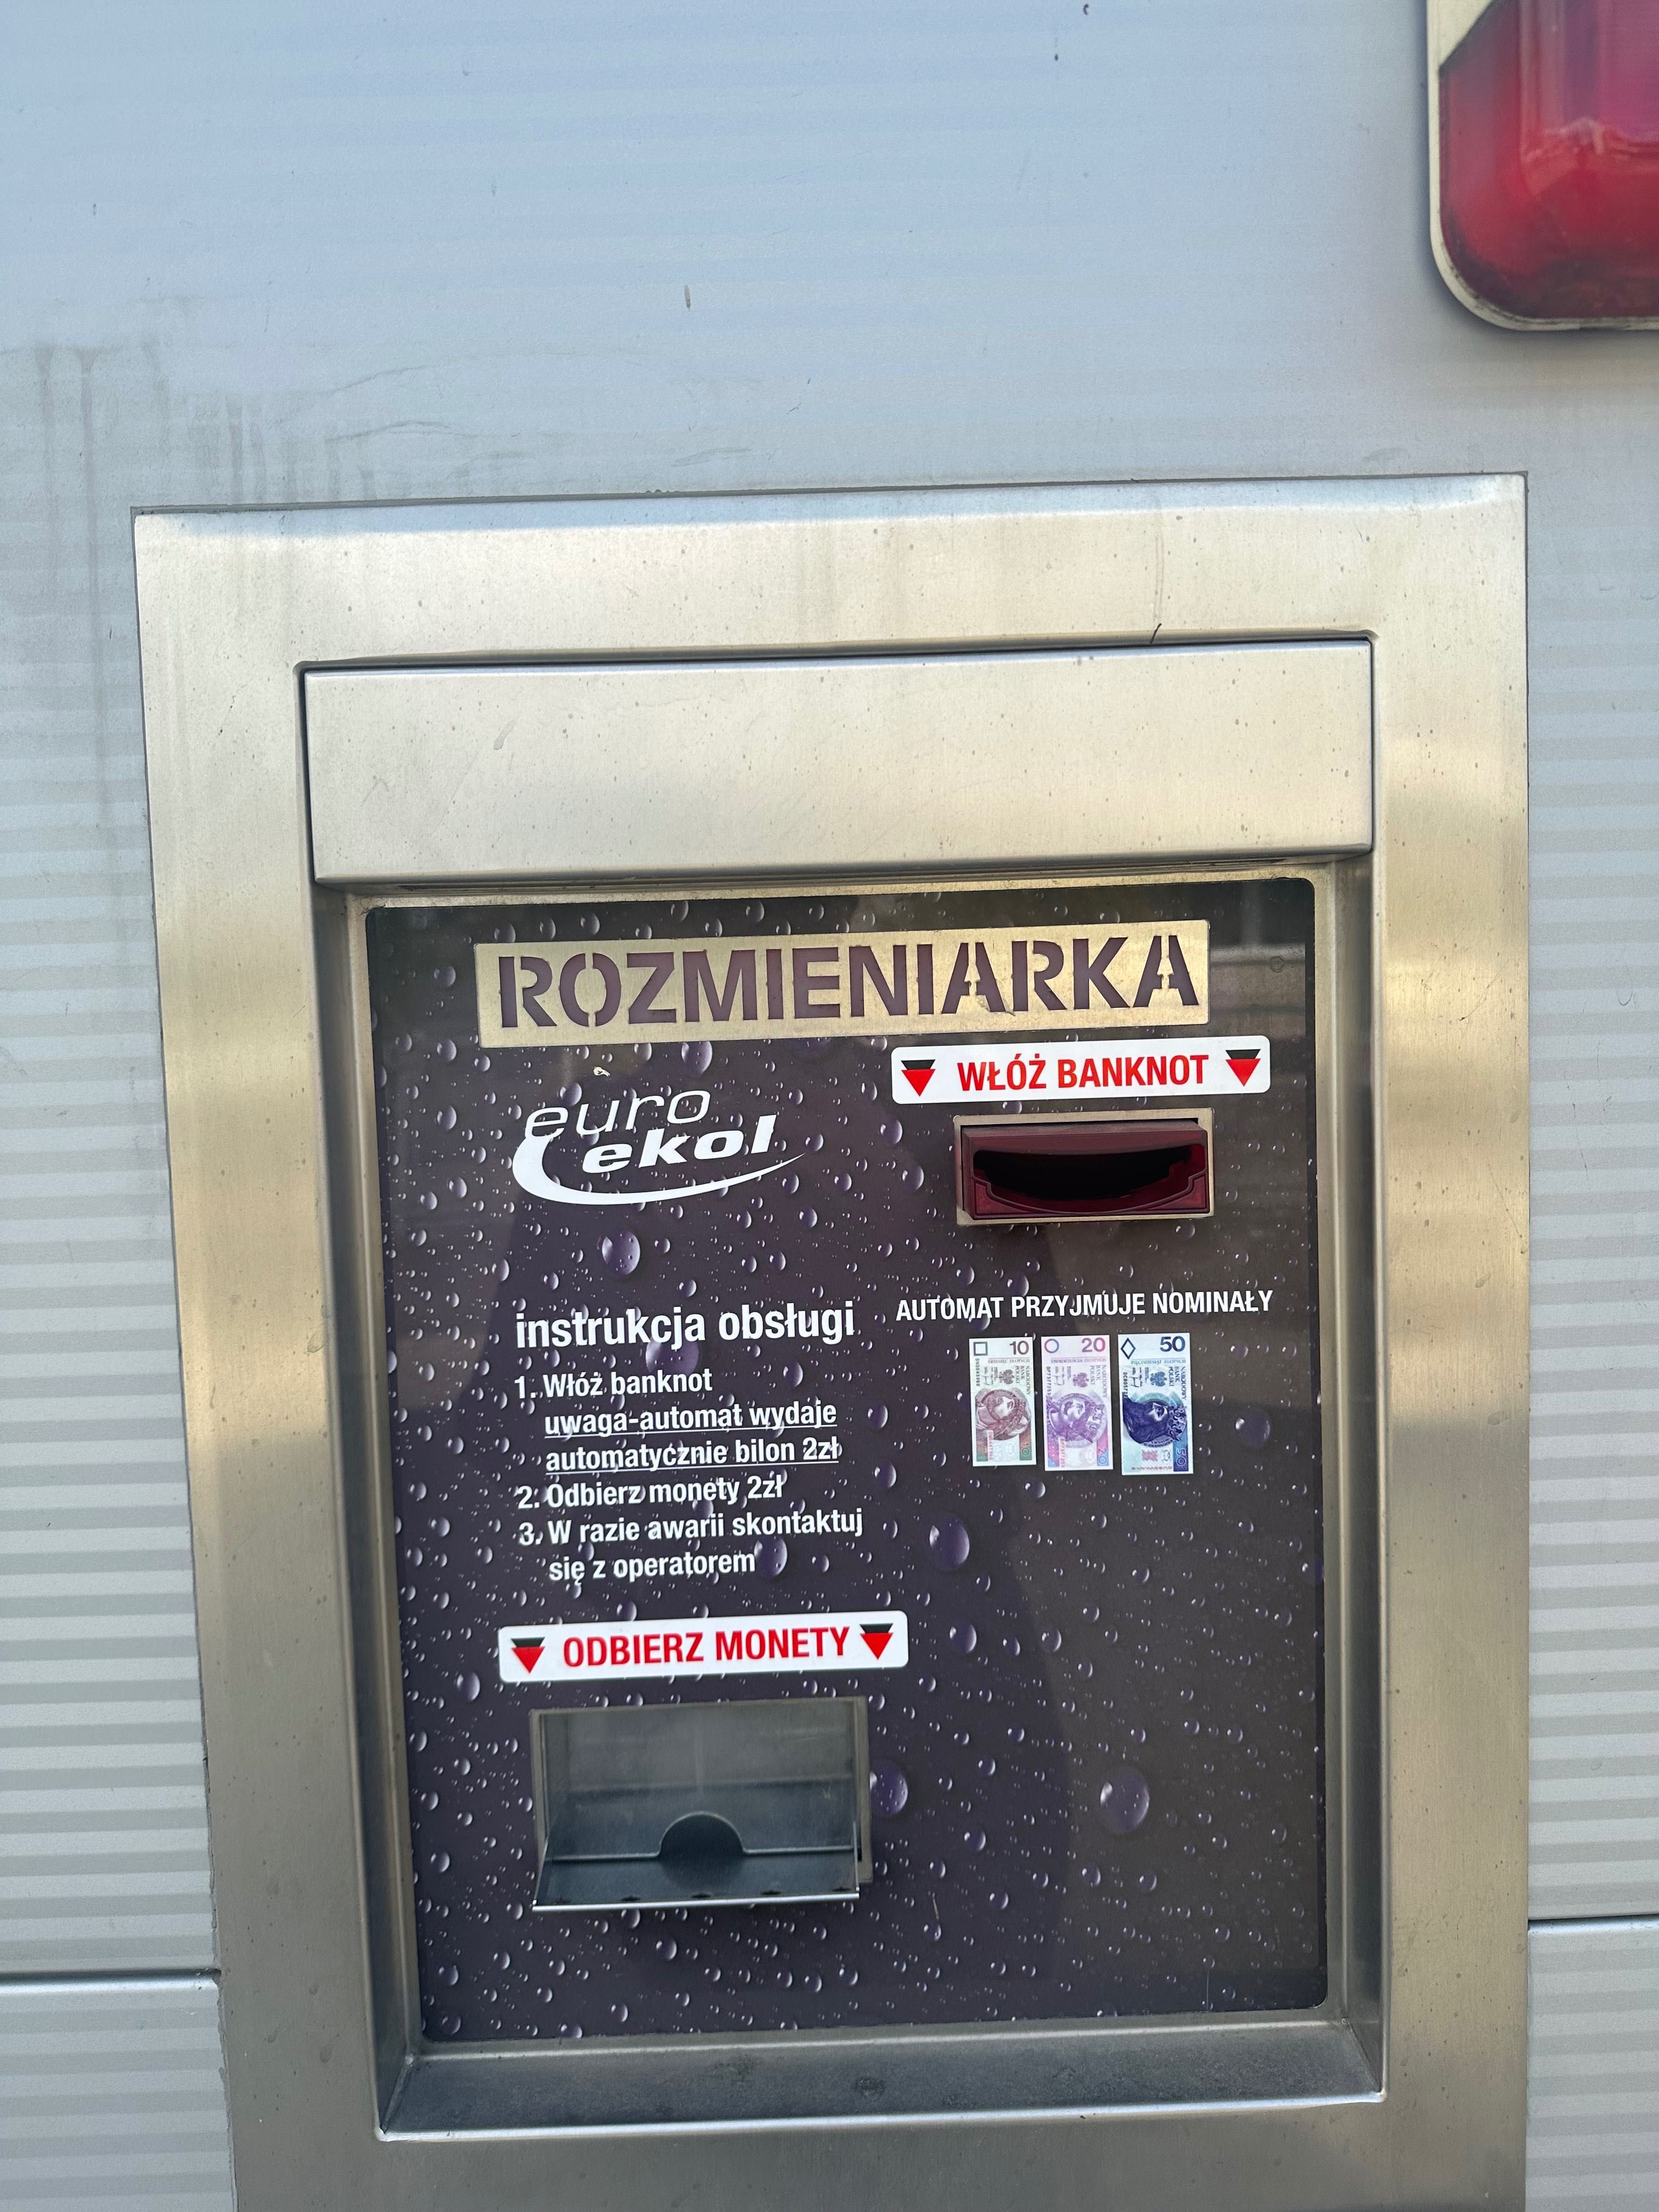 ROZMIENIARKA
WŁÓŻ BANKNOT
euro
ekol
instrukcja obsługi
1. Włóż banknot
uwaga-automat wydaje
automatycznie bilon 2zł
2. Odbierz monety 2zł
3. W razie awarii skontaktuj
się z operatorem
AUTOMAT PRZYJMUJE NOMINAŁY
10 20 50
ODBIERZ MONETY